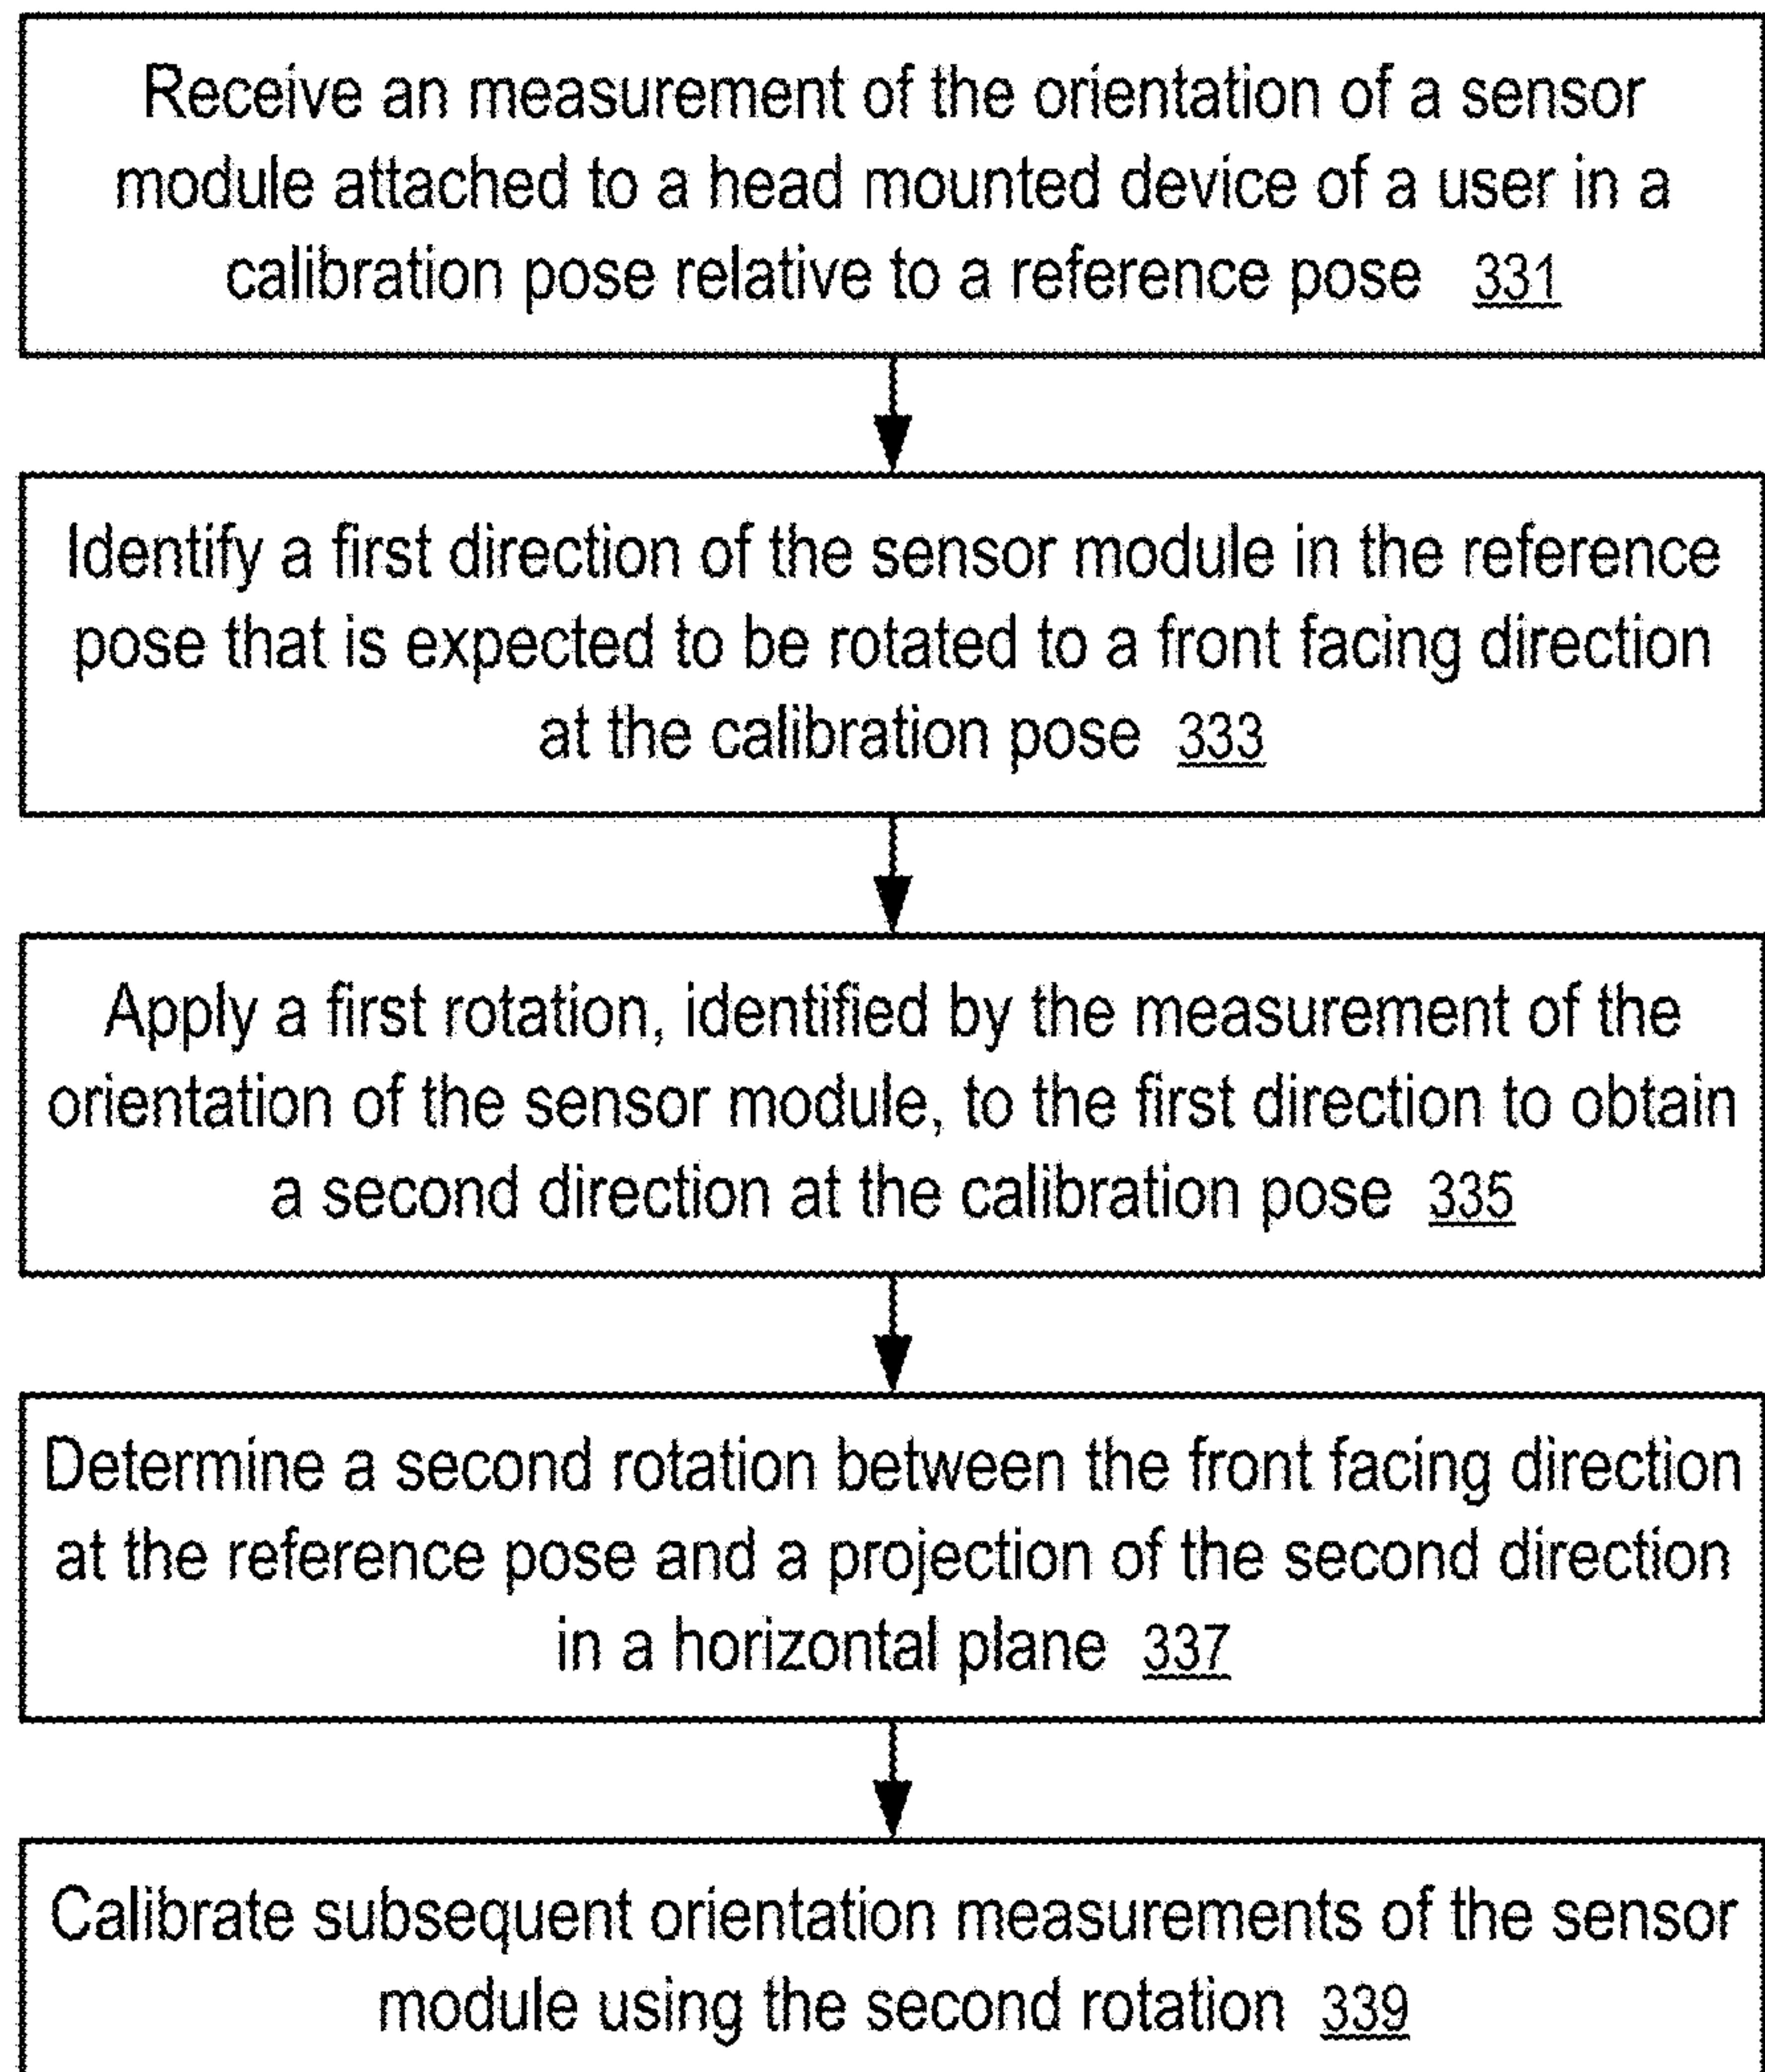 Receive an measurement of the orientation of a sensor
module attached to a head mounted device of a user in a
calibration pose relative to a reference pose 331
Identify a first direction of the sensor module in the reference
pose that is expected to be rotated to a front facing direction
at the calibration pose 333
Apply a first rotation, identified by the measurement of the
orientation of the sensor module, to the first direction to obtain
a second direction at the calibration pose 335
Determine a second rotation between the front facing direction
at the reference pose and a projection of the second direction
in a horizontal plane 337
Calibrate subsequent orientation measurements of the sensor
module using the second rotation 339